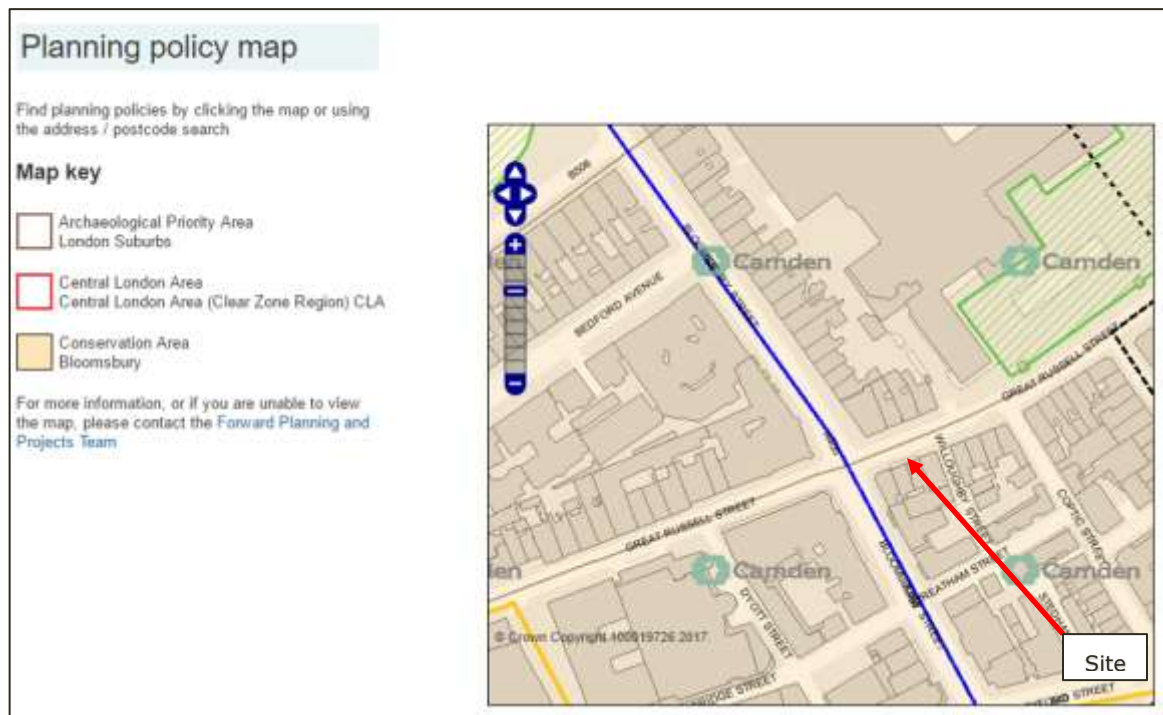 Planning policy map
Find planning policies by clicking the map or using
the address / postcode search
Map key
Archaeological Priority Area
London Suburbs
Central London Area
Central London Area (Clear Zone Region) CLA
Conservation Area
Bloomsbury
For more information, or if you are unable to view
the map, please contact the Forward Planning and
Projects Team
B506
BLOOMSBURY STREET
Camden
Camden
BEDFORD AVENUE
GREAT RUSSELL STREET
WILLOUGHBY STREET
COPTIC STREET
GREAT RUSSELL STREET
Camden
Camden
DYOTT STREET
© Crown Copyright 100019726 2017
Site